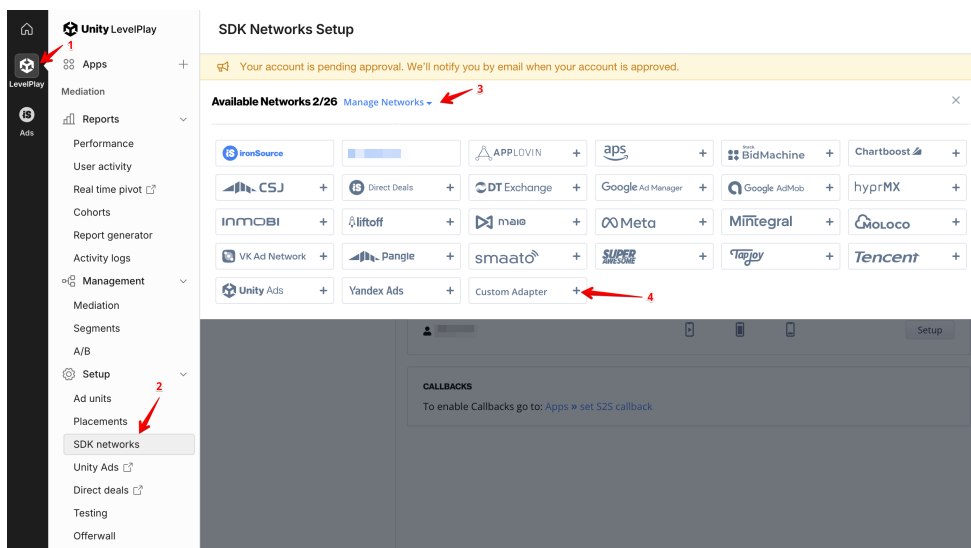 Unity LevelPlay
SDK Networks Setup
1
LevelPlay
Apps
Your account is pending approval. We'll notify you by email when your account is approved.
Mediation
Available Networks 2/26 Manage Networks
3
Ads
Reports
Performance
User activity
Real time pivot
Cohorts
Report generator
Activity logs
Management
Mediation
Segments
A/B
Setup
2
Ad units
Placements
SDK networks
Unity Ads
Direct deals
Testing
Offerwall
iS ironSource
APPLOVIN +
aps +
Stack BidMachine +
Chartboost +
CSJ +
iS Direct Deals +
DT Exchange +
Google Ad Manager +
Google AdMob +
hyprMX +
INMOBI +
liftoff +
maio +
Meta +
Mintegral +
MOLOCO +
VK Ad Network +
Pangle +
smaato +
SUPER AWESOME +
Tapjoy +
Tencent +
Unity Ads +
Yandex Ads +
Custom Adapter +
4
Setup
CALLBACKS
To enable Callbacks go to: Apps » set S2S callback